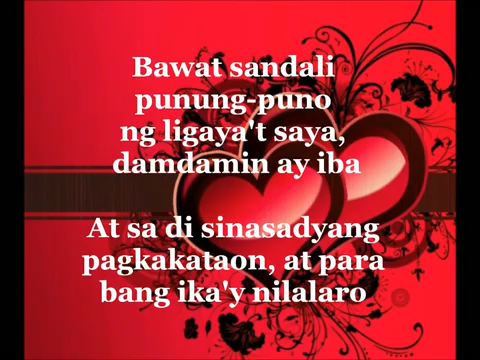 Bawat sandali
punung-puno
ng ligaya't saya,
damdamin ay iba
At sa di sinasadyang
pagkakataon, at para
bang ika'y nilalaro